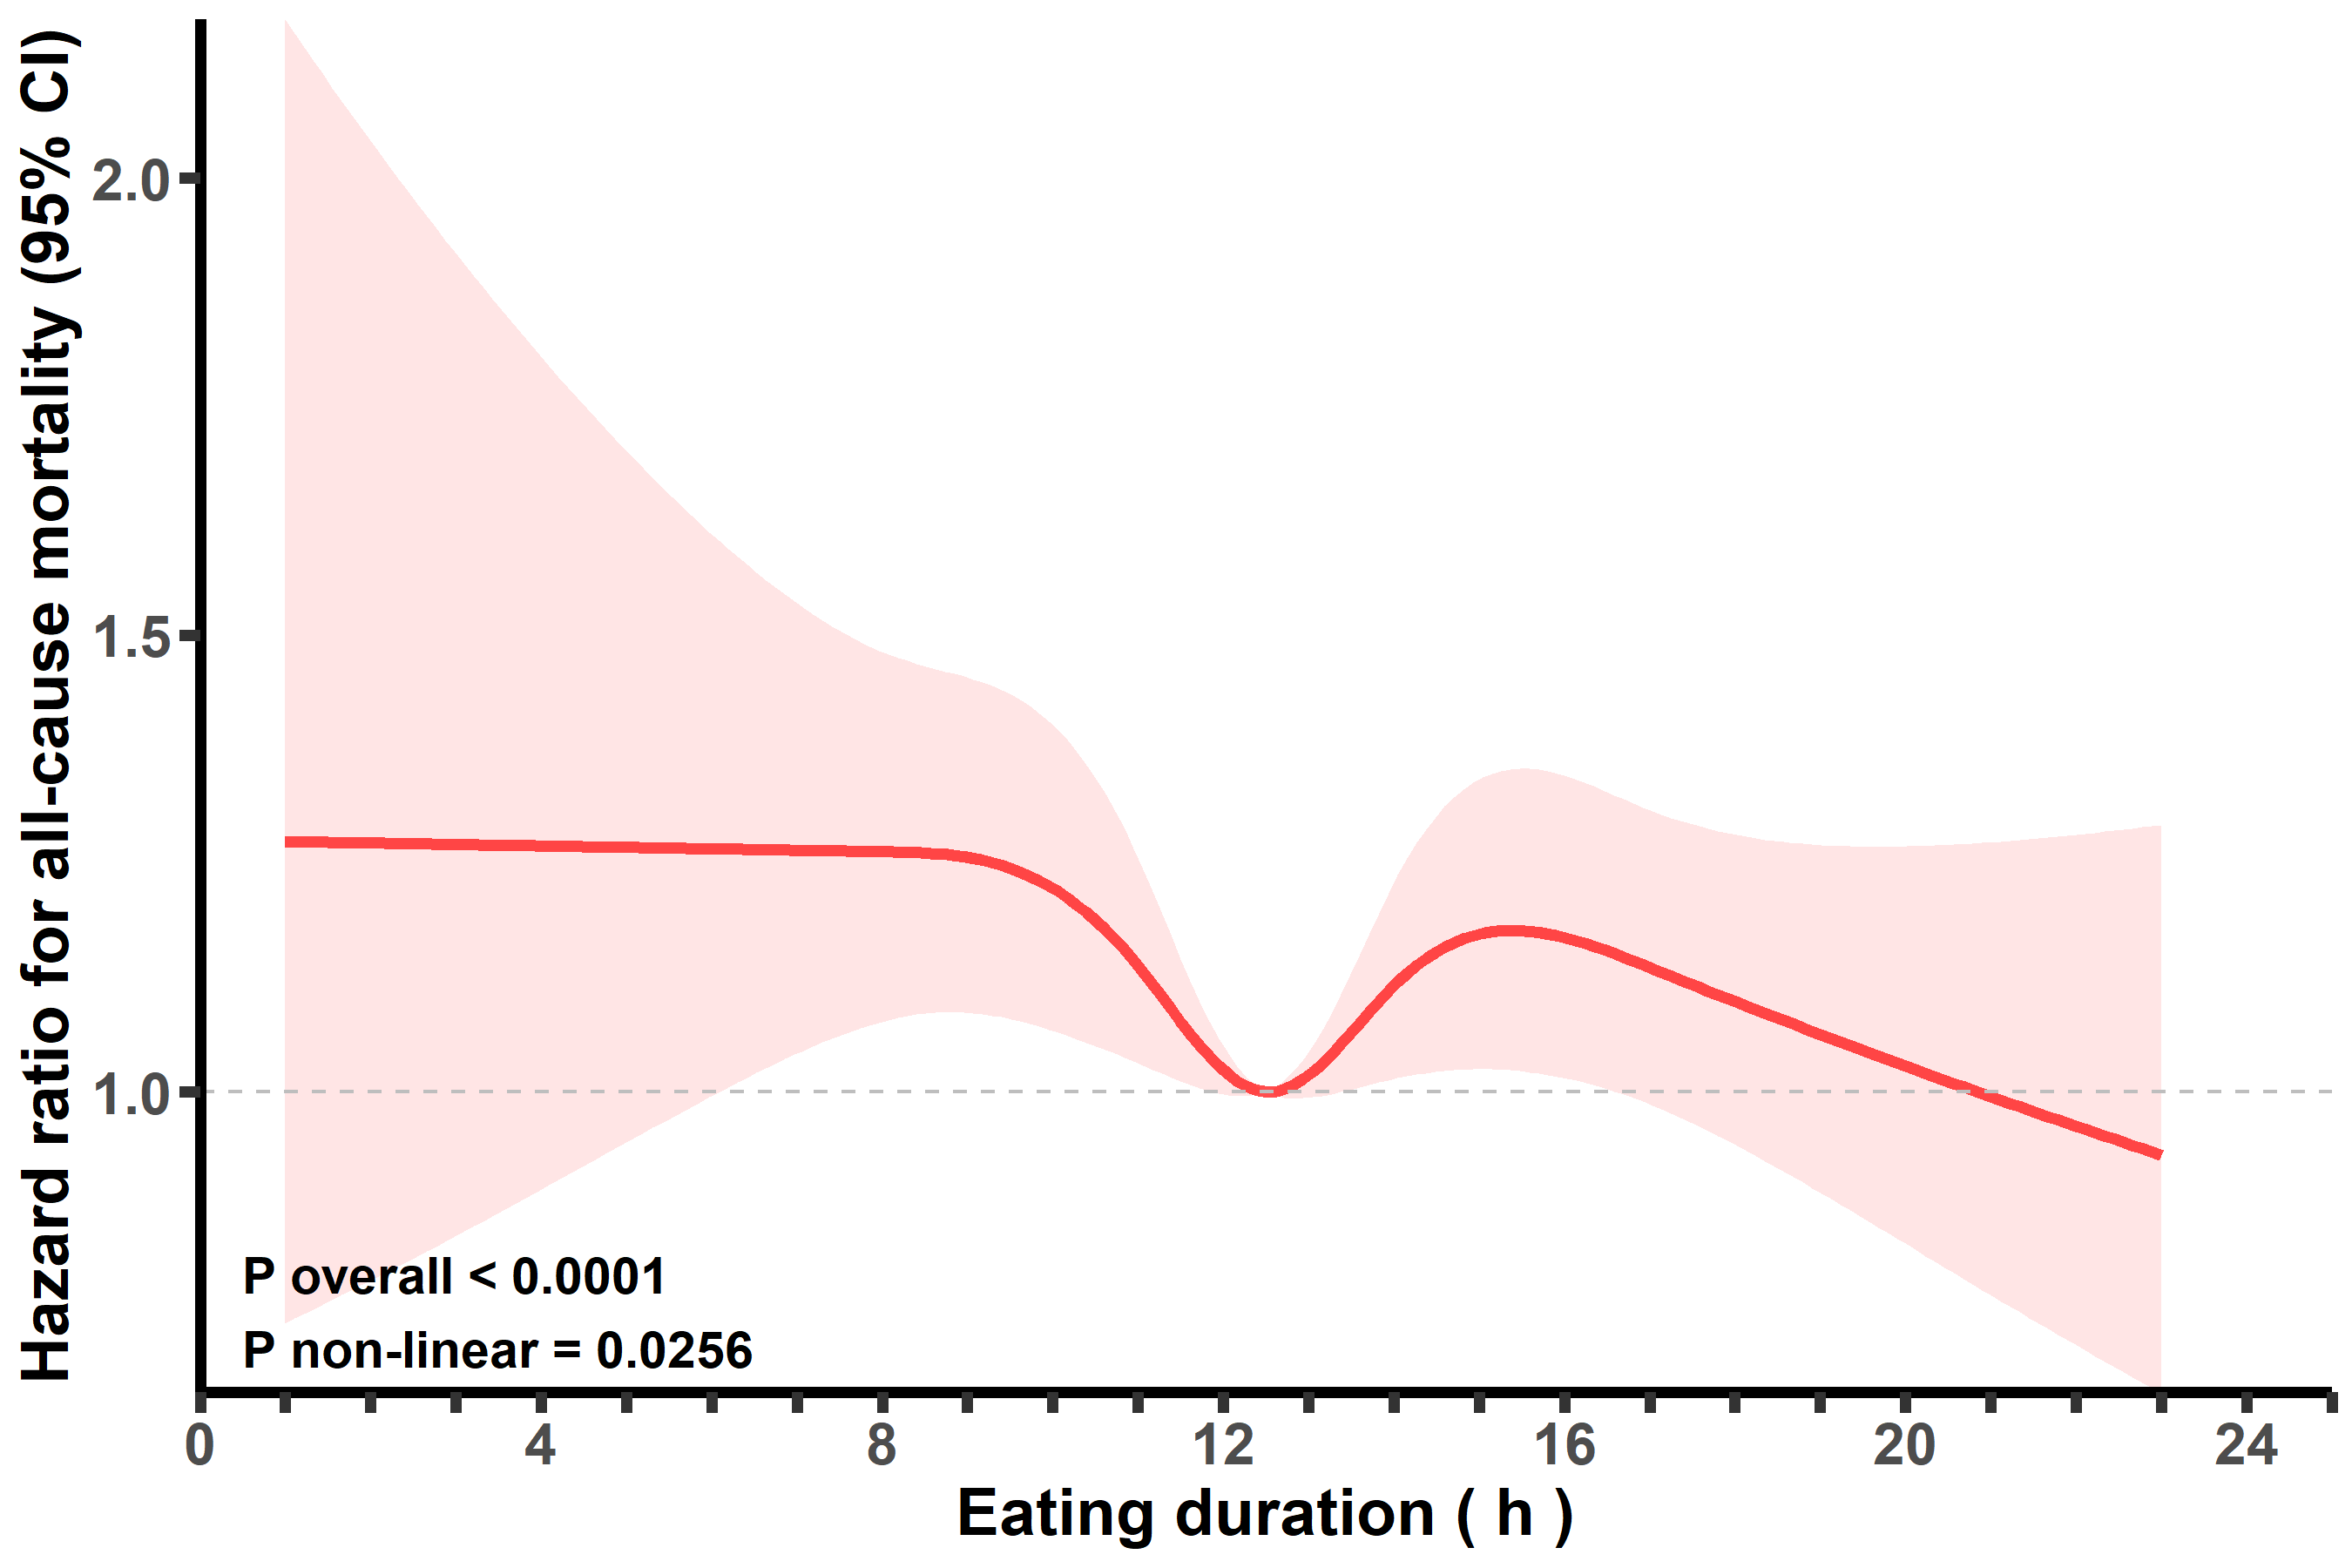 Hazard ratio for all-cause mortality (95% CI)
2.0
1.5
1.0
P overall < 0.0001
P non-linear = 0.0256
0 4 8 12 16 20 24
Eating duration ( h )